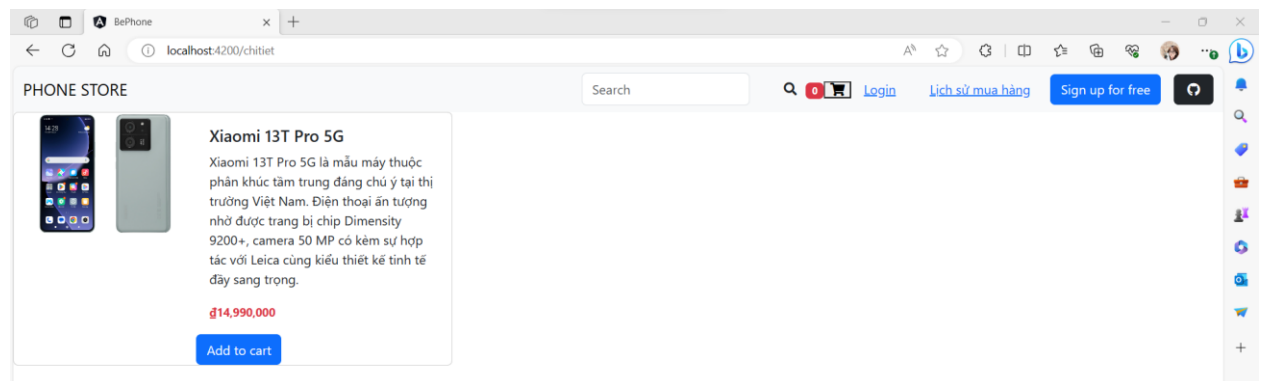 BePhone
localhost:4200/chitiet
PHONE STORE
Search
0
Login
Lịch sử mua hàng
Sign up for free
Xiaomi 13T Pro 5G
Xiaomi 13T Pro 5G là mẫu máy thuộc
phân khúc tầm trung đáng chú ý tại thị
trường Việt Nam. Điện thoại ấn tượng
nhờ được trang bị chip Dimensity
9200+, camera 50 MP có kèm sự hợp
tác với Leica cùng kiểu thiết kế tinh tế
đầy sang trọng.
₫14,990,000
Add to cart